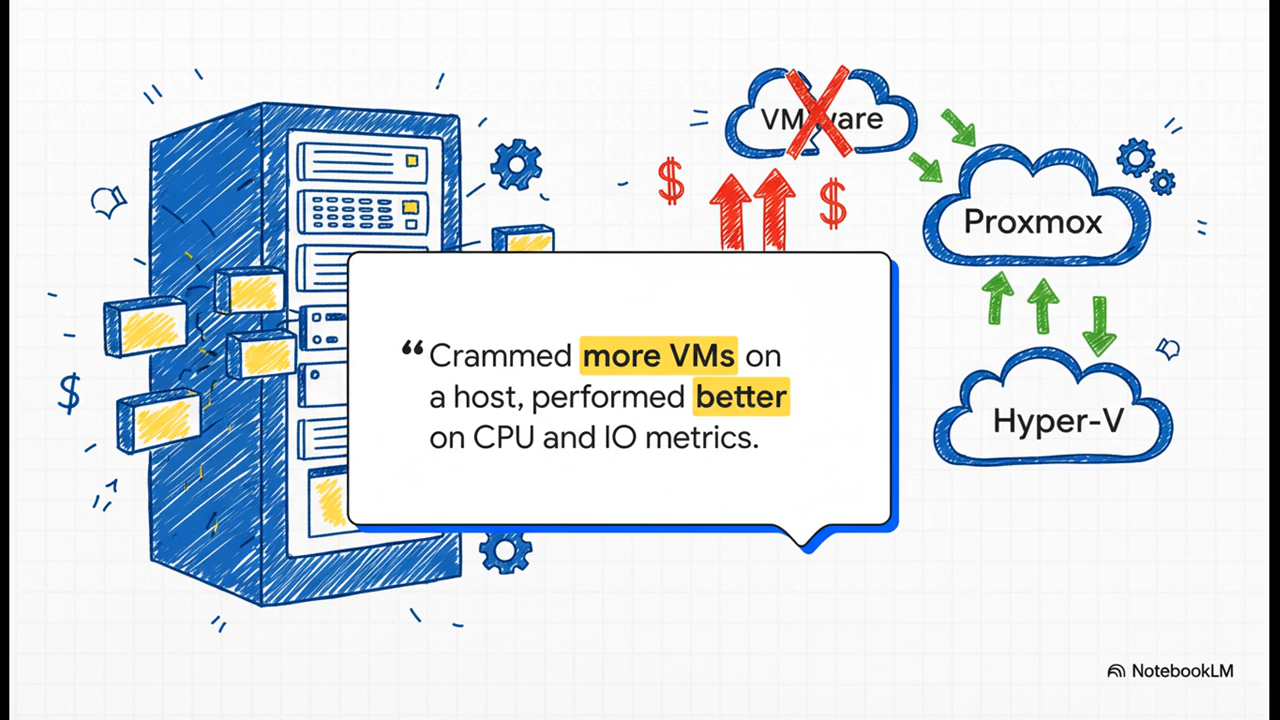 VMware
$
$
Proxmox
“Crammed more VMs on
a host, performed better
on CPU and IO metrics.
$
Hyper-V
NotebookLM